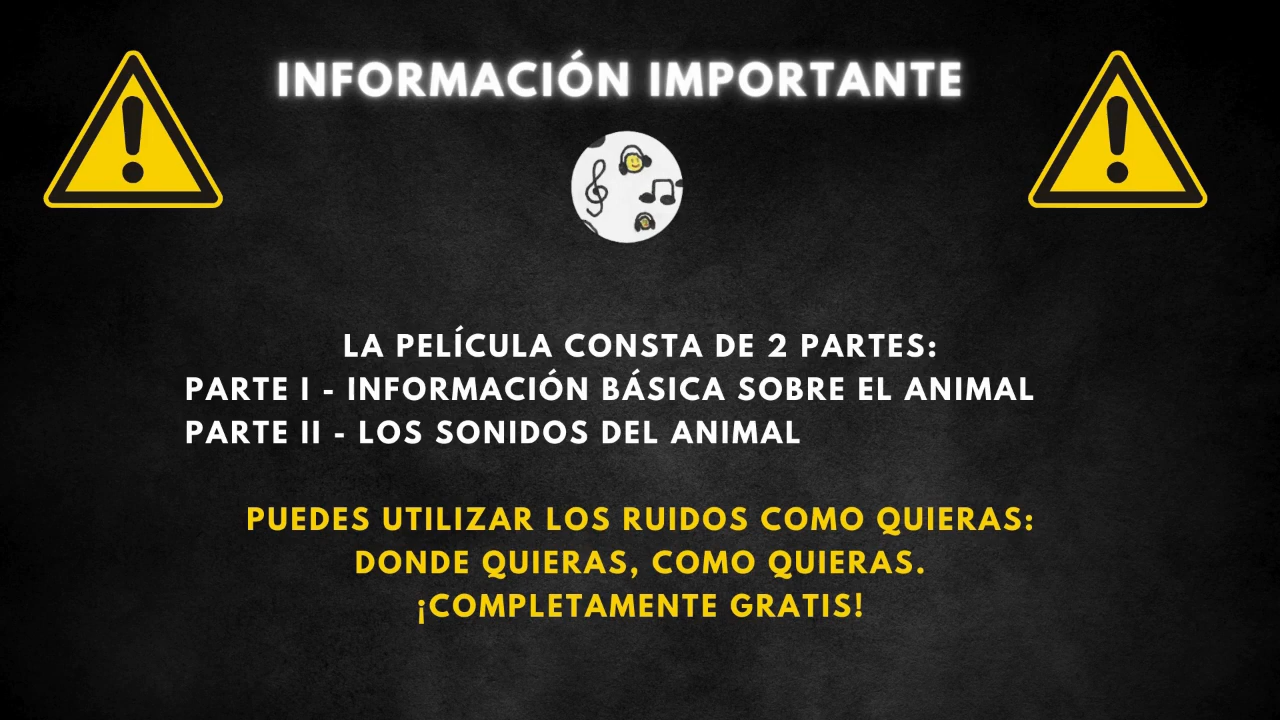 INFORMACIÓN IMPORTANTE
LA PELÍCULA CONSTA DE 2 PARTES:
PARTE I - INFORMACIÓN BÁSICA SOBRE EL ANIMAL
PARTE II - LOS SONIDOS DEL ANIMAL
PUEDES UTILIZAR LOS RUIDOS COMO QUIERAS:
DONDE QUIERAS, COMO QUIERAS.
¡COMPLETAMENTE GRATIS!